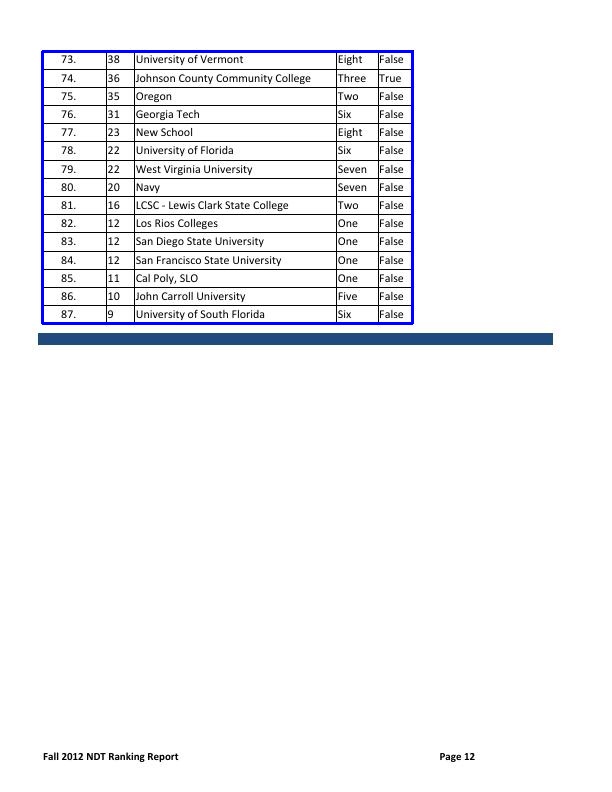 73. 38 University of Vermont Eight False
74. 36 Johnson County Community College Three True
75. 35 Oregon Two False
76. 31 Georgia Tech Six False
77. 23 New School Eight False
78. 22 University of Florida Six False
79. 22 West Virginia University Seven False
80. 20 Navy Seven False
81. 16 LCSC - Lewis Clark State College Two False
82. 12 Los Rios Colleges One False
83. 12 San Diego State University One False
84. 12 San Francisco State University One False
85. 11 Cal Poly, SLO One False
86. 10 John Carroll University Five False
87. 9 University of South Florida Six False
Fall 2012 NDT Ranking Report Page 12